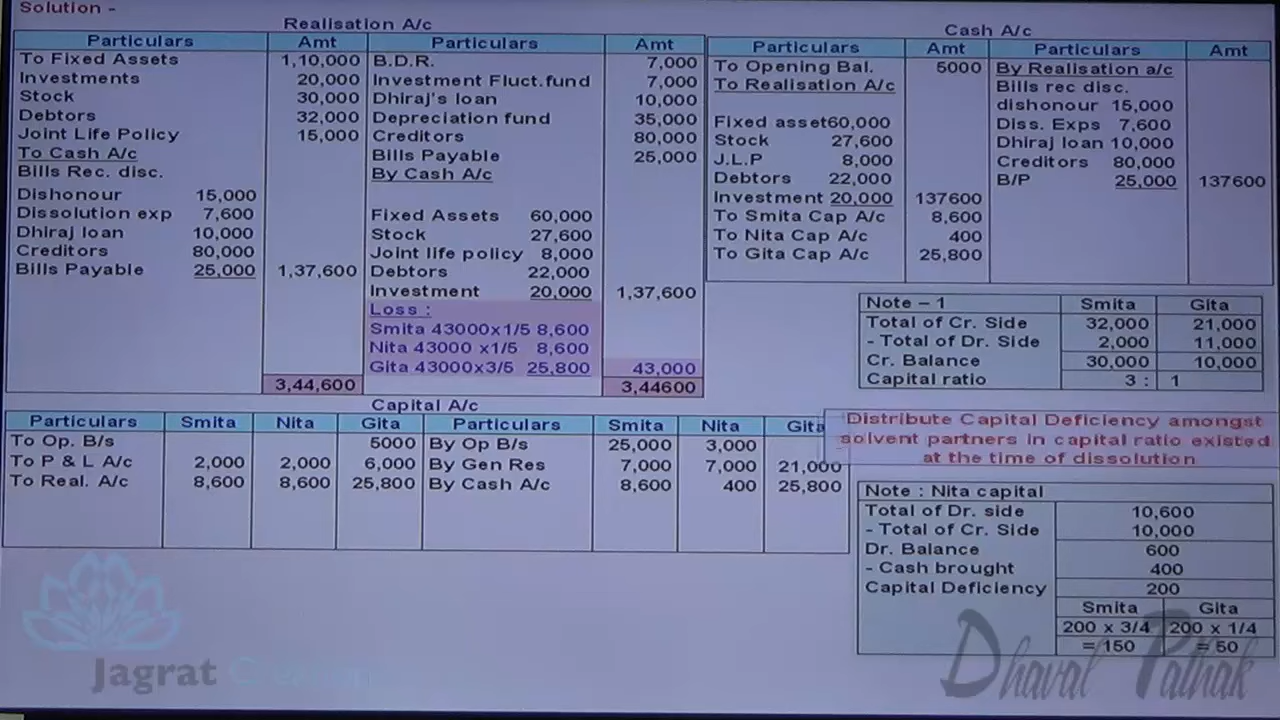 Solution -
Realisation A/c
Particulars Amt Particulars Amt
To Fixed Assets 1,10,000 B.D.R. 7,000
Investments 20,000 Investment Fluct.fund 7,000
Stock 30,000 Dhiraj's loan 10,000
Debtors 32,000 Depreciation fund 35,000
Joint Life Policy 15,000 Creditors 80,000
To Cash A/c Bills Payable 25,000
Bills Rec. disc. By Cash A/c
Dishonour 15,000
Dissolution exp 7,600 Fixed Assets 60,000
Dhiraj loan 10,000 Stock 27,600
Creditors 80,000 Joint life policy 8,000
Bills Payable 25,000 1,37,600 Debtors 22,000
Investment 20,000 1,37,600
Loss :
Smita 43000x1/5 8,600
Nita 43000 x1/5 8,600
Gita 43000x3/5 25,800 43,000
3,44,600 3,44600
Cash A/c
Particulars Amt Particulars Amt
To Opening Bal. 5000 By Realisation a/c
To Realisation A/c Bills rec disc.
dishonour 15,000
Fixed asset60,000 Diss. Exps 7,600
Stock 27,600 Dhiraj loan 10,000
J.L.P 8,000 Creditors 80,000
Debtors 22,000 B/P 25,000 137600
Investment 20,000 137600
To Smita Cap A/c 8,600
To Nita Cap A/c 400
To Gita Cap A/c 25,800
Note – 1 Smita Gita
Total of Cr. Side 32,000 21,000
- Total of Dr. Side 2,000 11,000
Cr. Balance 30,000 10,000
Capital ratio 3 : 1
Capital A/c
Particulars Smita Nita Gita Particulars Smita Nita Gita
To Op. B/s 5000 By Op B/s 25,000 3,000
To P & L A/c 2,000 2,000 6,000 By Gen Res 7,000 7,000 21,000
To Real. A/c 8,600 8,600 25,800 By Cash A/c 8,600 400 25,800
Distribute Capital Deficiency amongst
solvent partners in capital ratio existed
at the time of dissolution
Note : Nita capital
Total of Dr. side 10,600
- Total of Cr. Side 10,000
Dr. Balance 600
- Cash brought 400
Capital Deficiency 200
Smita Gita
200 x 3/4 200 x 1/4
= 150 = 50
Jagrat
Dhaval Pathak